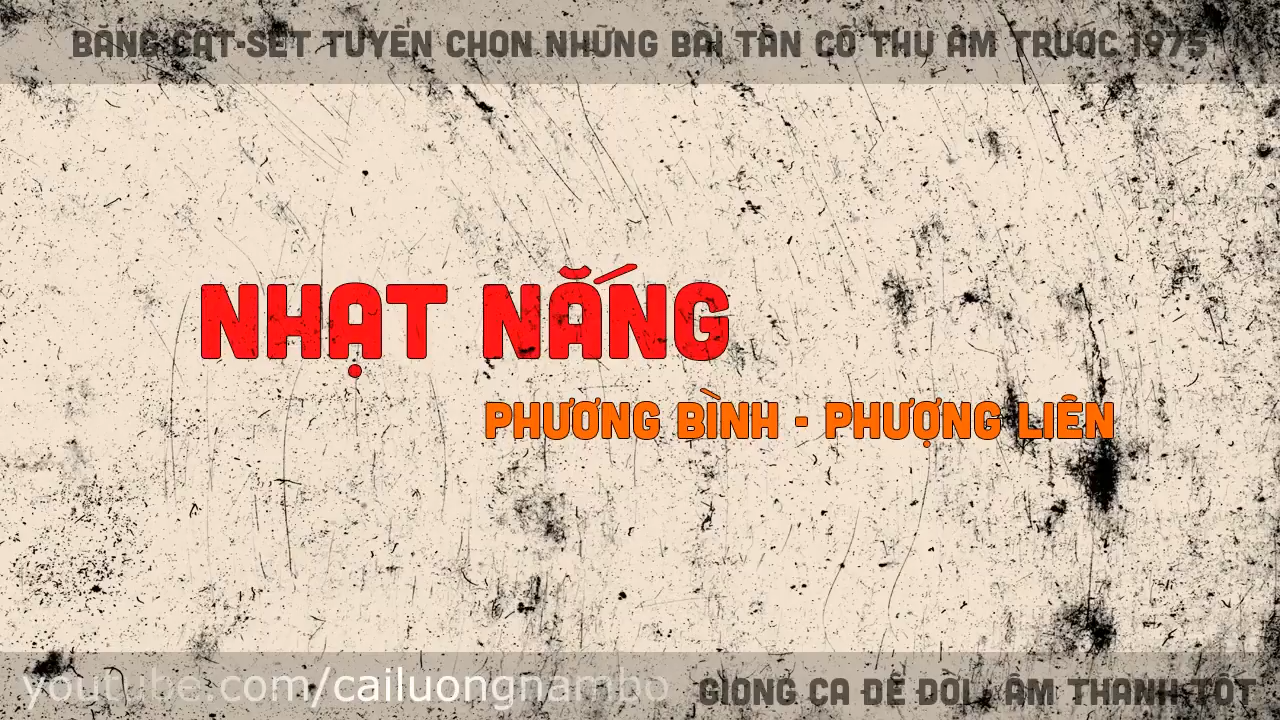 BĂNG CÁT-SÉT TUYỂN CHỌN NHỮNG BÀI TÂN CỔ THU ÂM TRƯỚC 1975
NHẠT NẮNG
PHƯƠNG BÌNH - PHƯỢNG LIÊN
youtube.com/cailuongnambo
GIỌNG CA ĐỂ ĐỜI, ÂM THANH TỐT